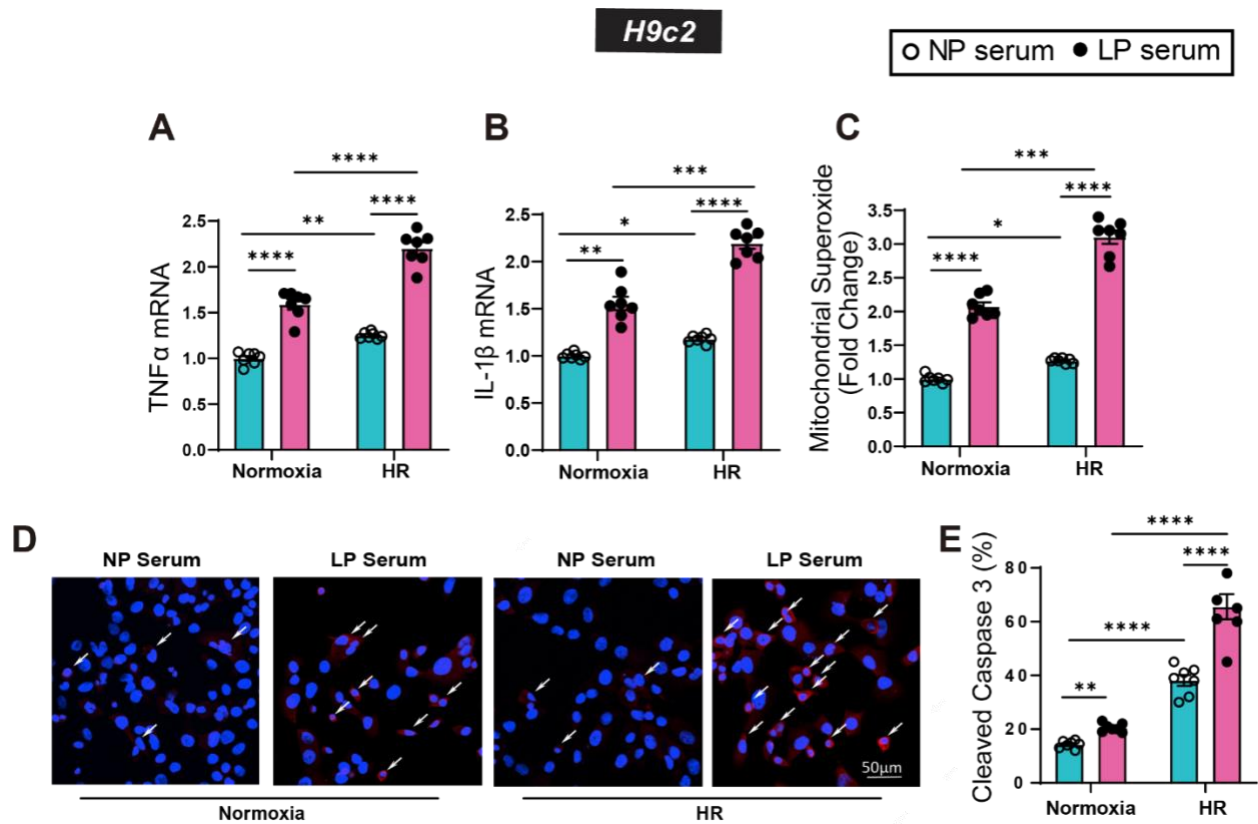 H9c2
NP serum LP serum
A
TNFα mRNA
2.5
2.0
1.5
1.0
0.5
0.0
****
**
****
****
Normoxia HR
B
IL-1β mRNA
2.5
2.0
1.5
1.0
0.5
0.0
***
*
****
**
Normoxia HR
C
Mitochondrial Superoxide
(Fold Change)
3.5
3.0
2.5
2.0
1.5
1.0
0.5
0.0
***
*
****
****
Normoxia HR
D
NP Serum LP Serum NP Serum LP Serum
50μm
Normoxia HR
E
Cleaved Caspase 3 (%)
80
60
40
20
0
****
****
****
**
Normoxia HR